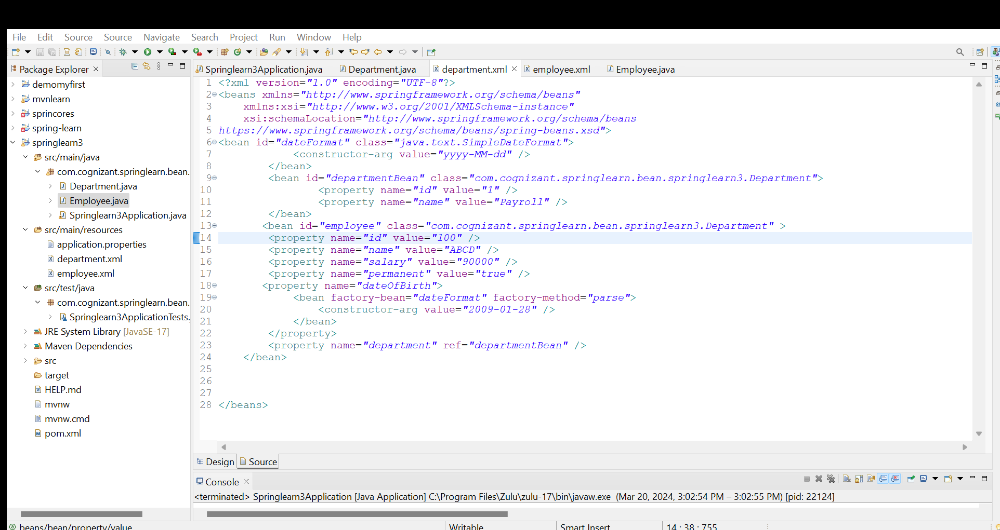 File Edit Source Source Navigate Search Project Run Window Help
Package Explorer
demomyfirst
mvnlearn
sprincores
spring-learn
springlearn3
src/main/java
com.cognizant.springlearn.bean.
Department.java
Employee.java
Springlearn3Application.java
src/main/resources
application.properties
department.xml
employee.xml
src/test/java
com.cognizant.springlearn.bean.
Springlearn3ApplicationTests.
JRE System Library [JavaSE-17]
Maven Dependencies
src
target
HELP.md
mvnw
mvnw.cmd
pom.xml
Springlearn3Application.java Department.java department.xml employee.xml Employee.java
1 <?xml version="1.0" encoding="UTF-8"?>
2 <beans xmlns="http://www.springframework.org/schema/beans"
3 xmlns:xsi="http://www.w3.org/2001/XMLSchema-instance"
4 xsi:schemaLocation="http://www.springframework.org/schema/beans
5 https://www.springframework.org/schema/beans/spring-beans.xsd">
6 <bean id="dateFormat" class="java.text.SimpleDateFormat">
7 <constructor-arg value="yyyy-MM-dd" />
8 </bean>
9 <bean id="departmentBean" class="com.cognizant.springlearn.bean.springlearn3.Department">
10 <property name="id" value="1" />
11 <property name="name" value="Payroll" />
12 </bean>
13 <bean id="employee" class="com.cognizant.springlearn.bean.springlearn3.Department" >
14 <property name="id" value="100" />
15 <property name="name" value="ABCD" />
16 <property name="salary" value="90000" />
17 <property name="permanent" value="true" />
18 <property name="dateOfBirth">
19 <bean factory-bean="dateFormat" factory-method="parse">
20 <constructor-arg value="2009-01-28" />
21 </bean>
22 </property>
23 <property name="department" ref="departmentBean" />
24 </bean>
25
26
27
28 </beans>
Design Source
Console
<terminated> Springlearn3Application [Java Application] C:\Program Files\Zulu\zulu-17\bin\javaw.exe (Mar 20, 2024, 3:02:54 PM – 3:02:55 PM) [pid: 22124]
beans/bean/property/value Writable Smart Insert 14 : 38 : 755